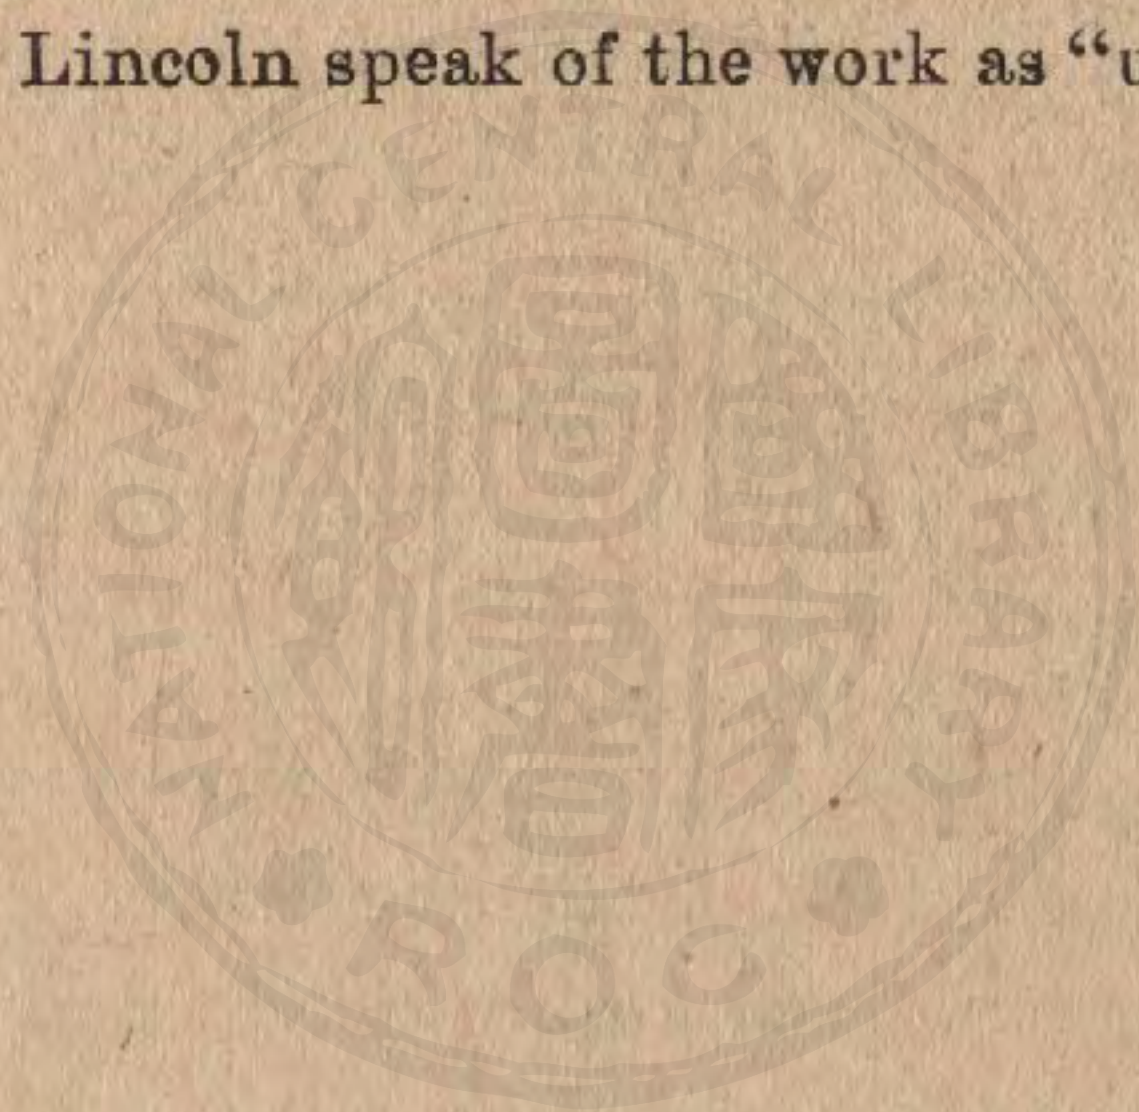 Lincoln speak of the work as “u
NATIONAL CENTRAL LIBRARY
ROC